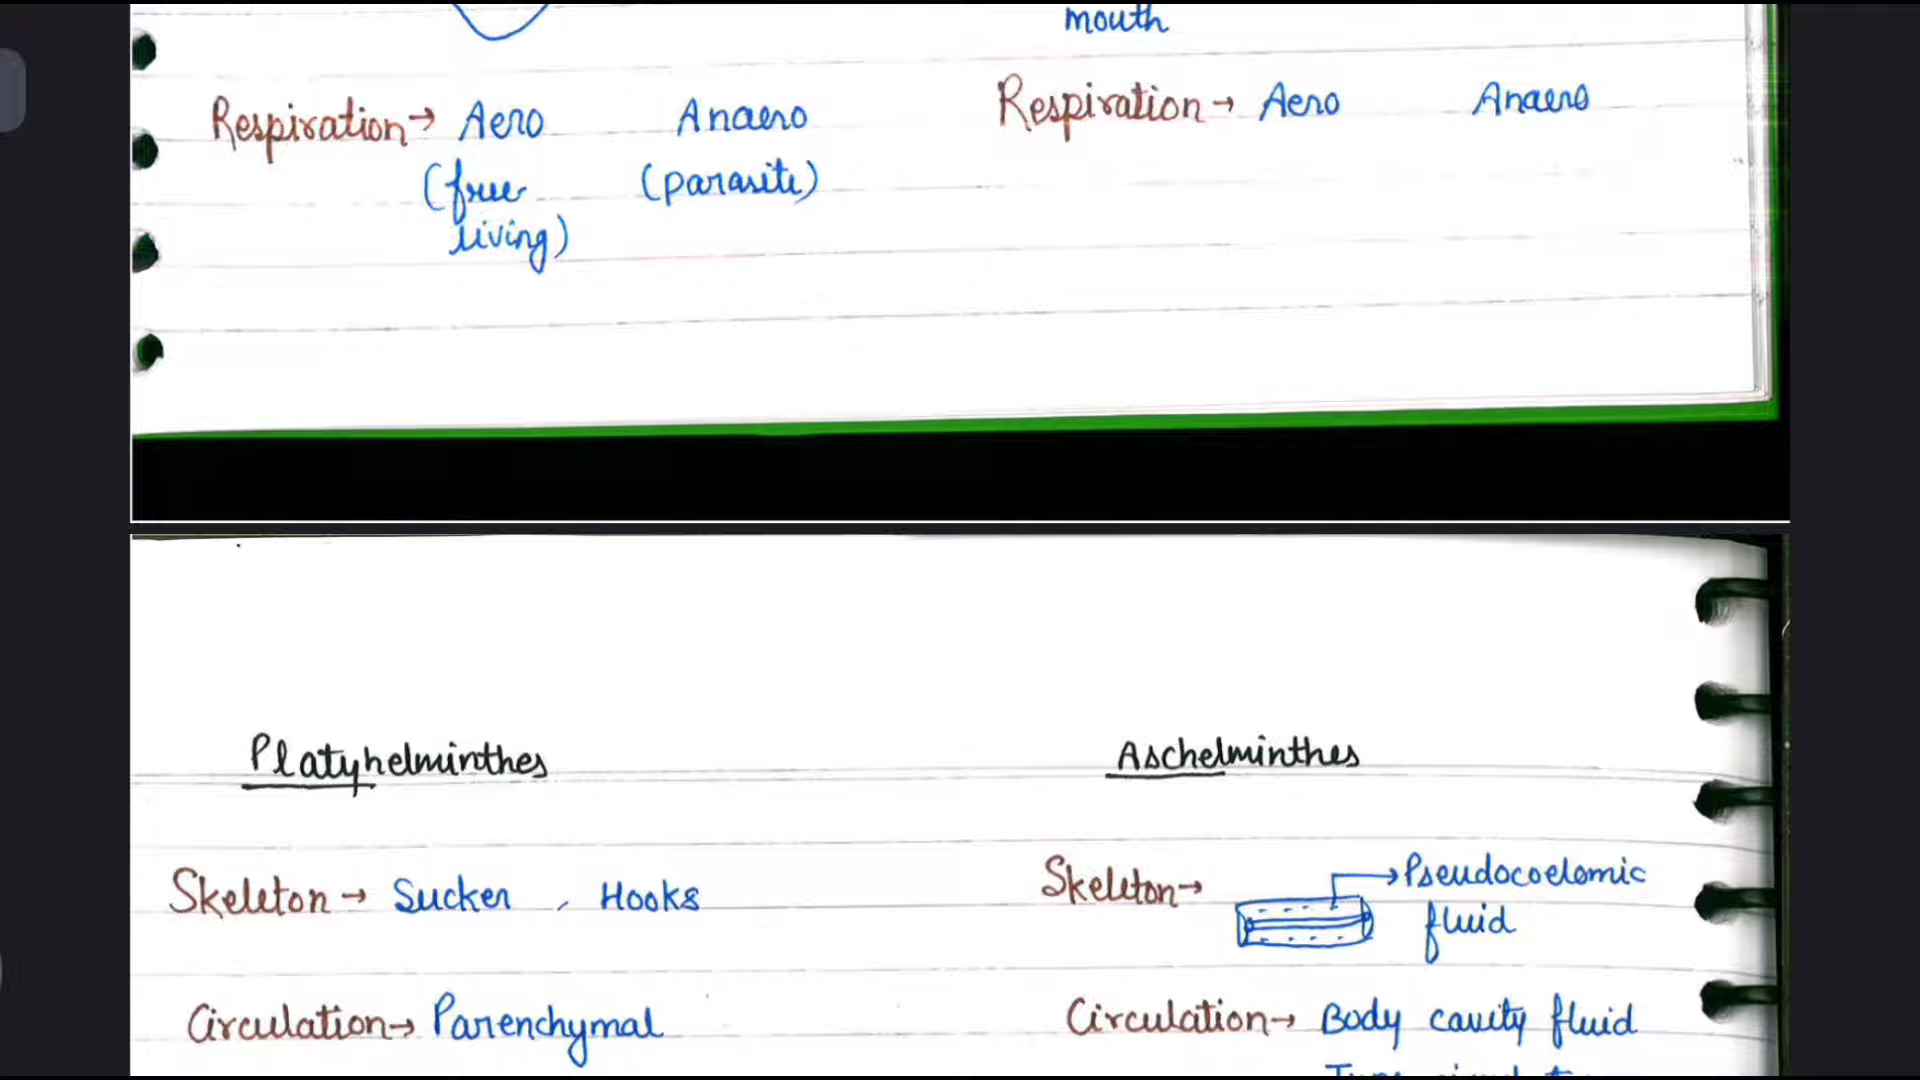 mouth
Respiration → Aero Anaero
(free (parasite)
living)
Respiration → Aero Anaero
Platyhelminthes
Aschelminthes
Skeleton → Sucker , Hooks
Circulation → Parenchymal
Skeleton → → Pseudocoelomic
fluid
Circulation → Body cavity fluid